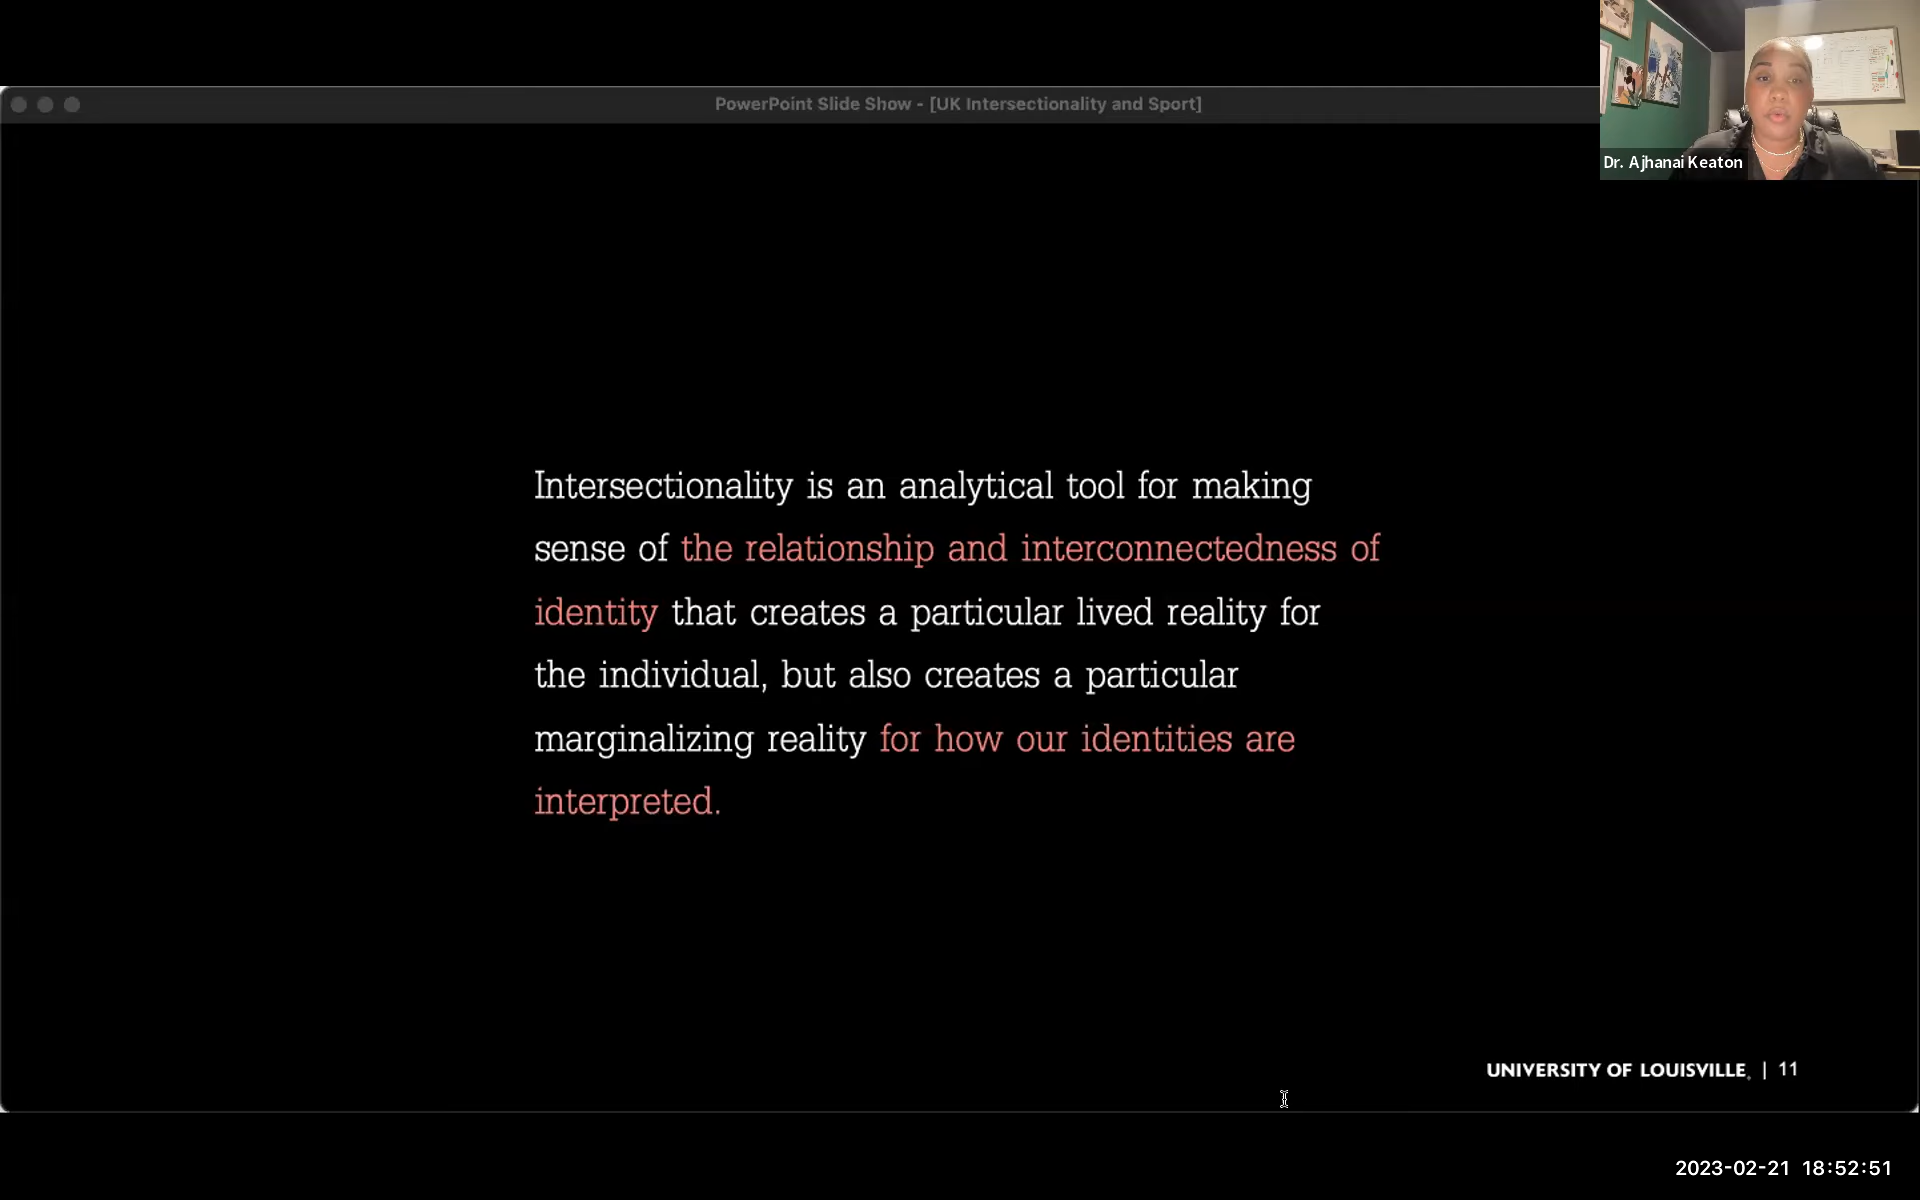 PowerPoint Slide Show - [UK Intersectionality and Sport]
Dr. Ajhanai Keaton
Intersectionality is an analytical tool for making
sense of the relationship and interconnectedness of
identity that creates a particular lived reality for
the individual, but also creates a particular
marginalizing reality for how our identities are
interpreted.
UNIVERSITY OF LOUISVILLE. | 11
2023-02-21 18:52:51